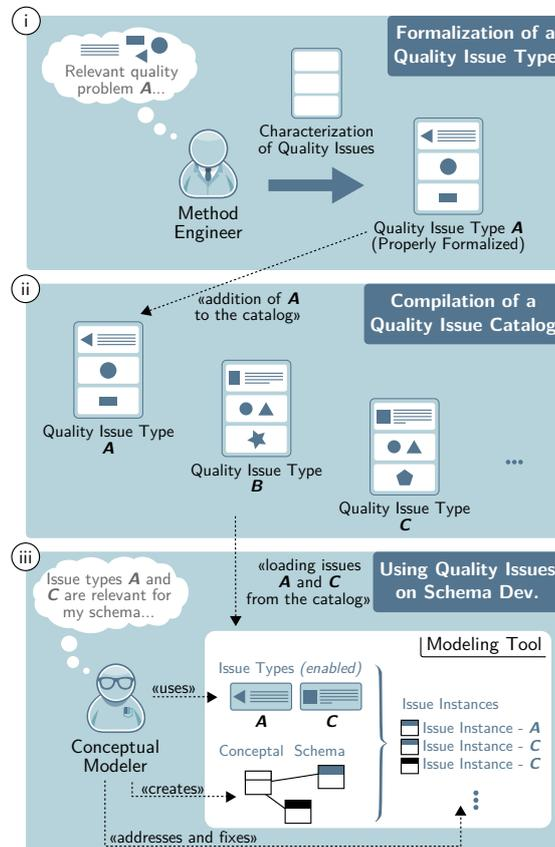 i
Formalization of a
Quality Issue Type
Relevant quality
problem A...
Characterization
of Quality Issues
Method
Engineer
Quality Issue Type A
(Properly Formalized)
ii
Compilation of a
Quality Issue Catalog
«addition of A
to the catalog»
Quality Issue Type
A
Quality Issue Type
B
Quality Issue Type
C
...
iii
Using Quality Issues
on Schema Dev.
Issue types A and
C are relevant for
my schema...
«loading issues
A and C
from the catalog»
Modeling Tool
Issue Types (enabled)
A
C
«uses»
Conceptual
Modeler
Conceptal Schema
«creates»
Issue Instances
Issue Instance - A
Issue Instance - C
Issue Instance - C
«addresses and fixes»